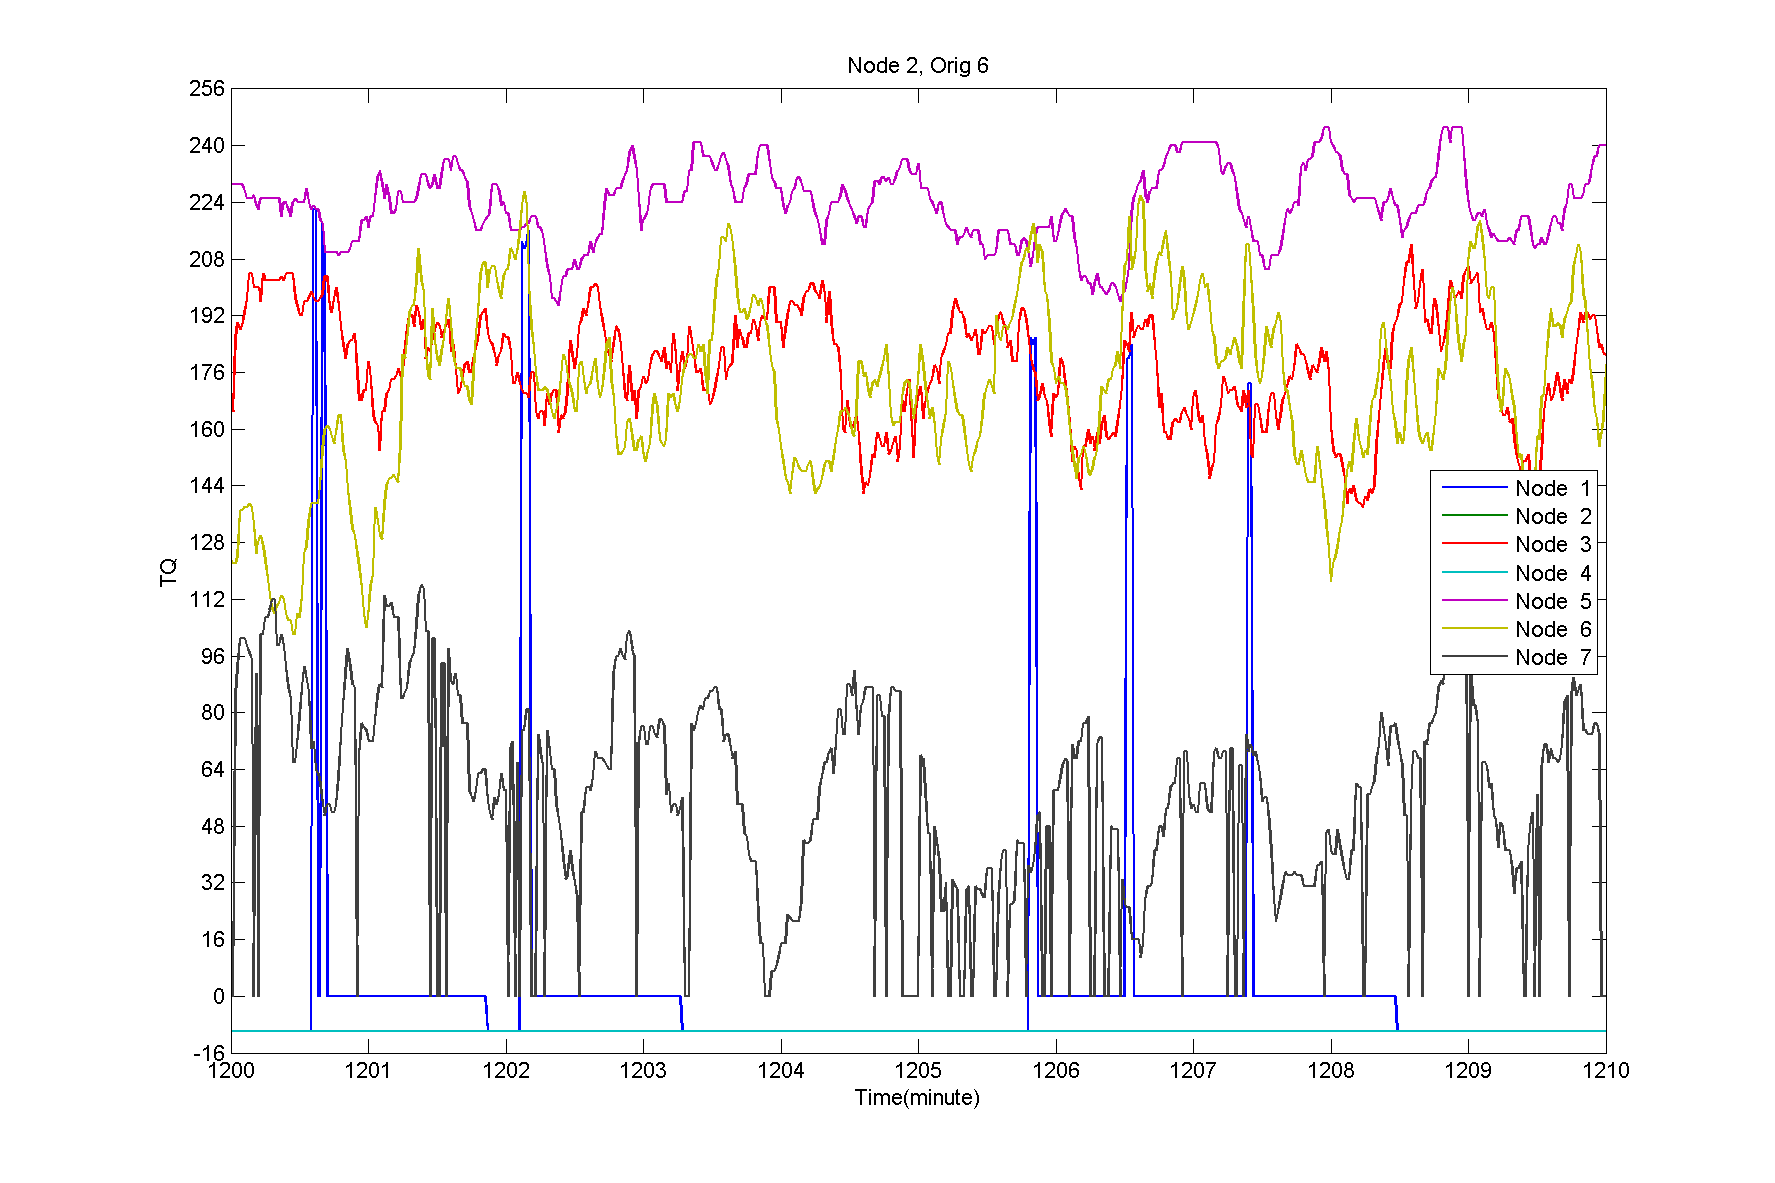 Node 2, Orig 6
256
240
224
208
192
176
160
144
128
112
96
80
64
48
32
16
0
-16
TQ
Node 1
Node 2
Node 3
Node 4
Node 5
Node 6
Node 7
1200 1201 1202 1203 1204 1205 1206 1207 1208 1209 1210
Time(minute)